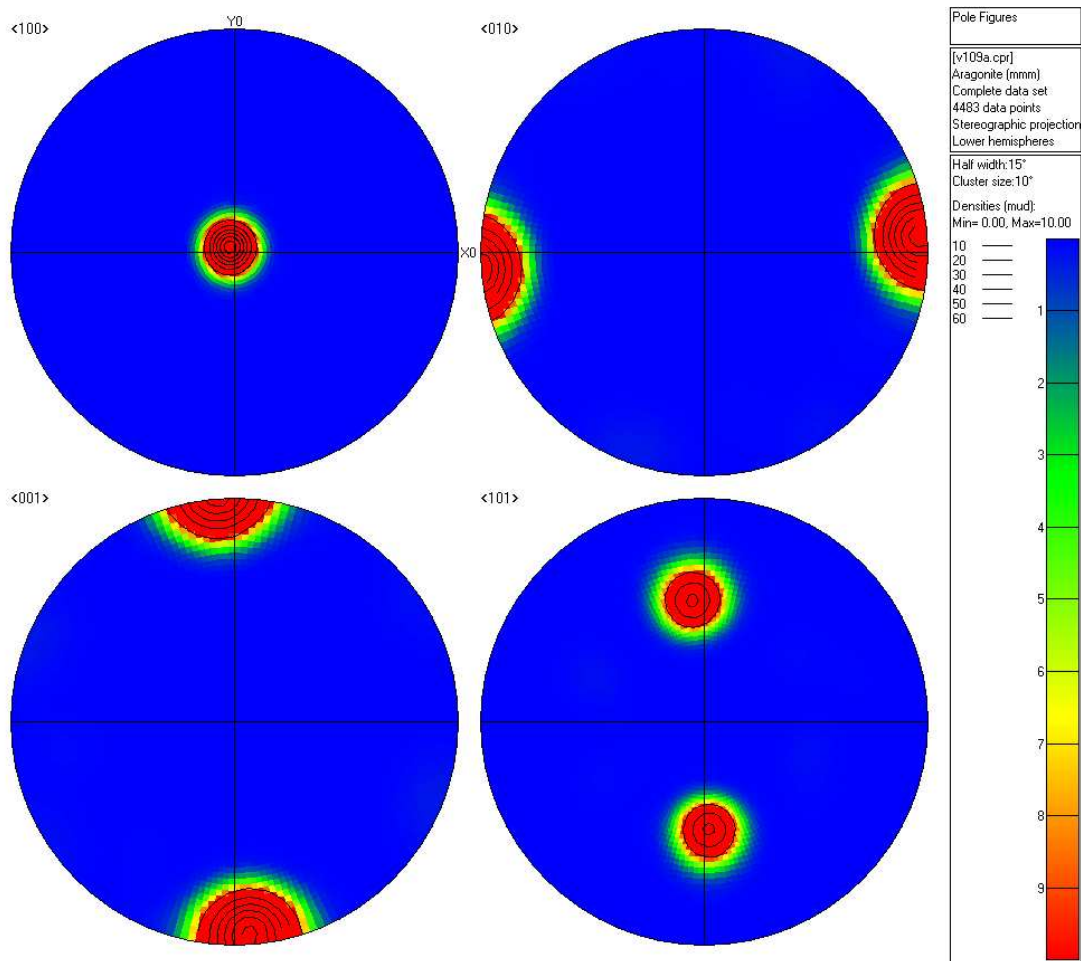 Y0
<100>
<010>
X0
<001>
<101>
Pole Figures
[v109a.cpr]
Aragonite (mmm)
Complete data set
4483 data points
Stereographic projection
Lower hemispheres
Half width:15°
Cluster size:10°
Densities (mud):
Min= 0.00, Max=10.00
10
20
30
40
50
60
1
2
3
4
5
6
7
8
9